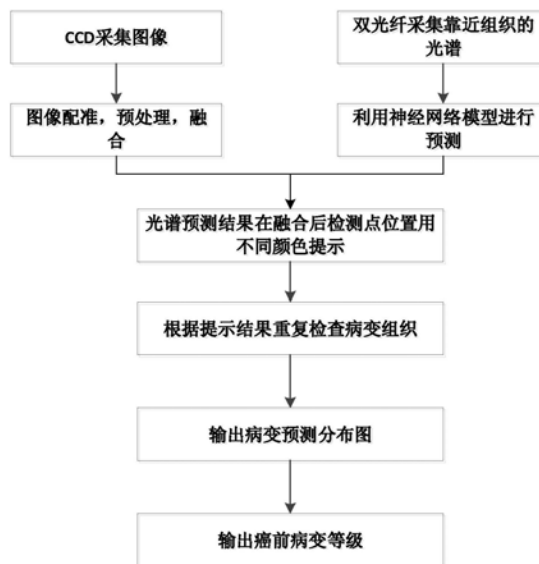 CCD采集图像
双光纤采集靠近组织的
光谱
图像配准，预处理，融
合
利用神经网络模型进行
预测
光谱预测结果在融合后检测点位置用
不同颜色提示
根据提示结果重复检查病变组织
输出病变预测分布图
输出癌前病变等级